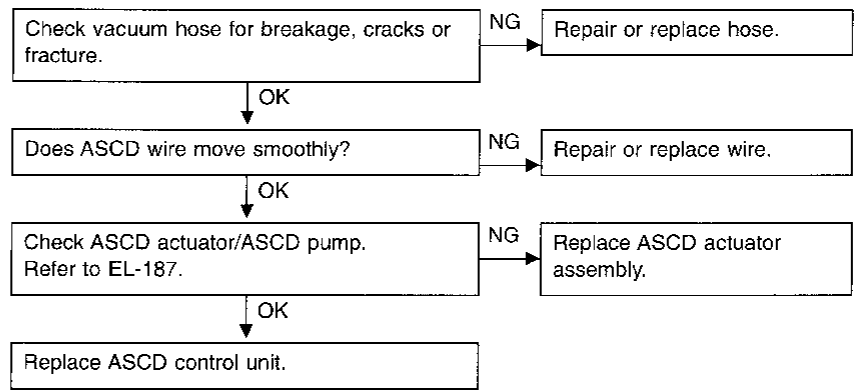 Check vacuum hose for breakage, cracks or
fracture.
NG
Repair or replace hose.
OK
Does ASCD wire move smoothly?
NG
Repair or replace wire.
OK
Check ASCD actuator/ASCD pump.
Refer to EL-187.
NG
Replace ASCD actuator
assembly.
OK
Replace ASCD control unit.